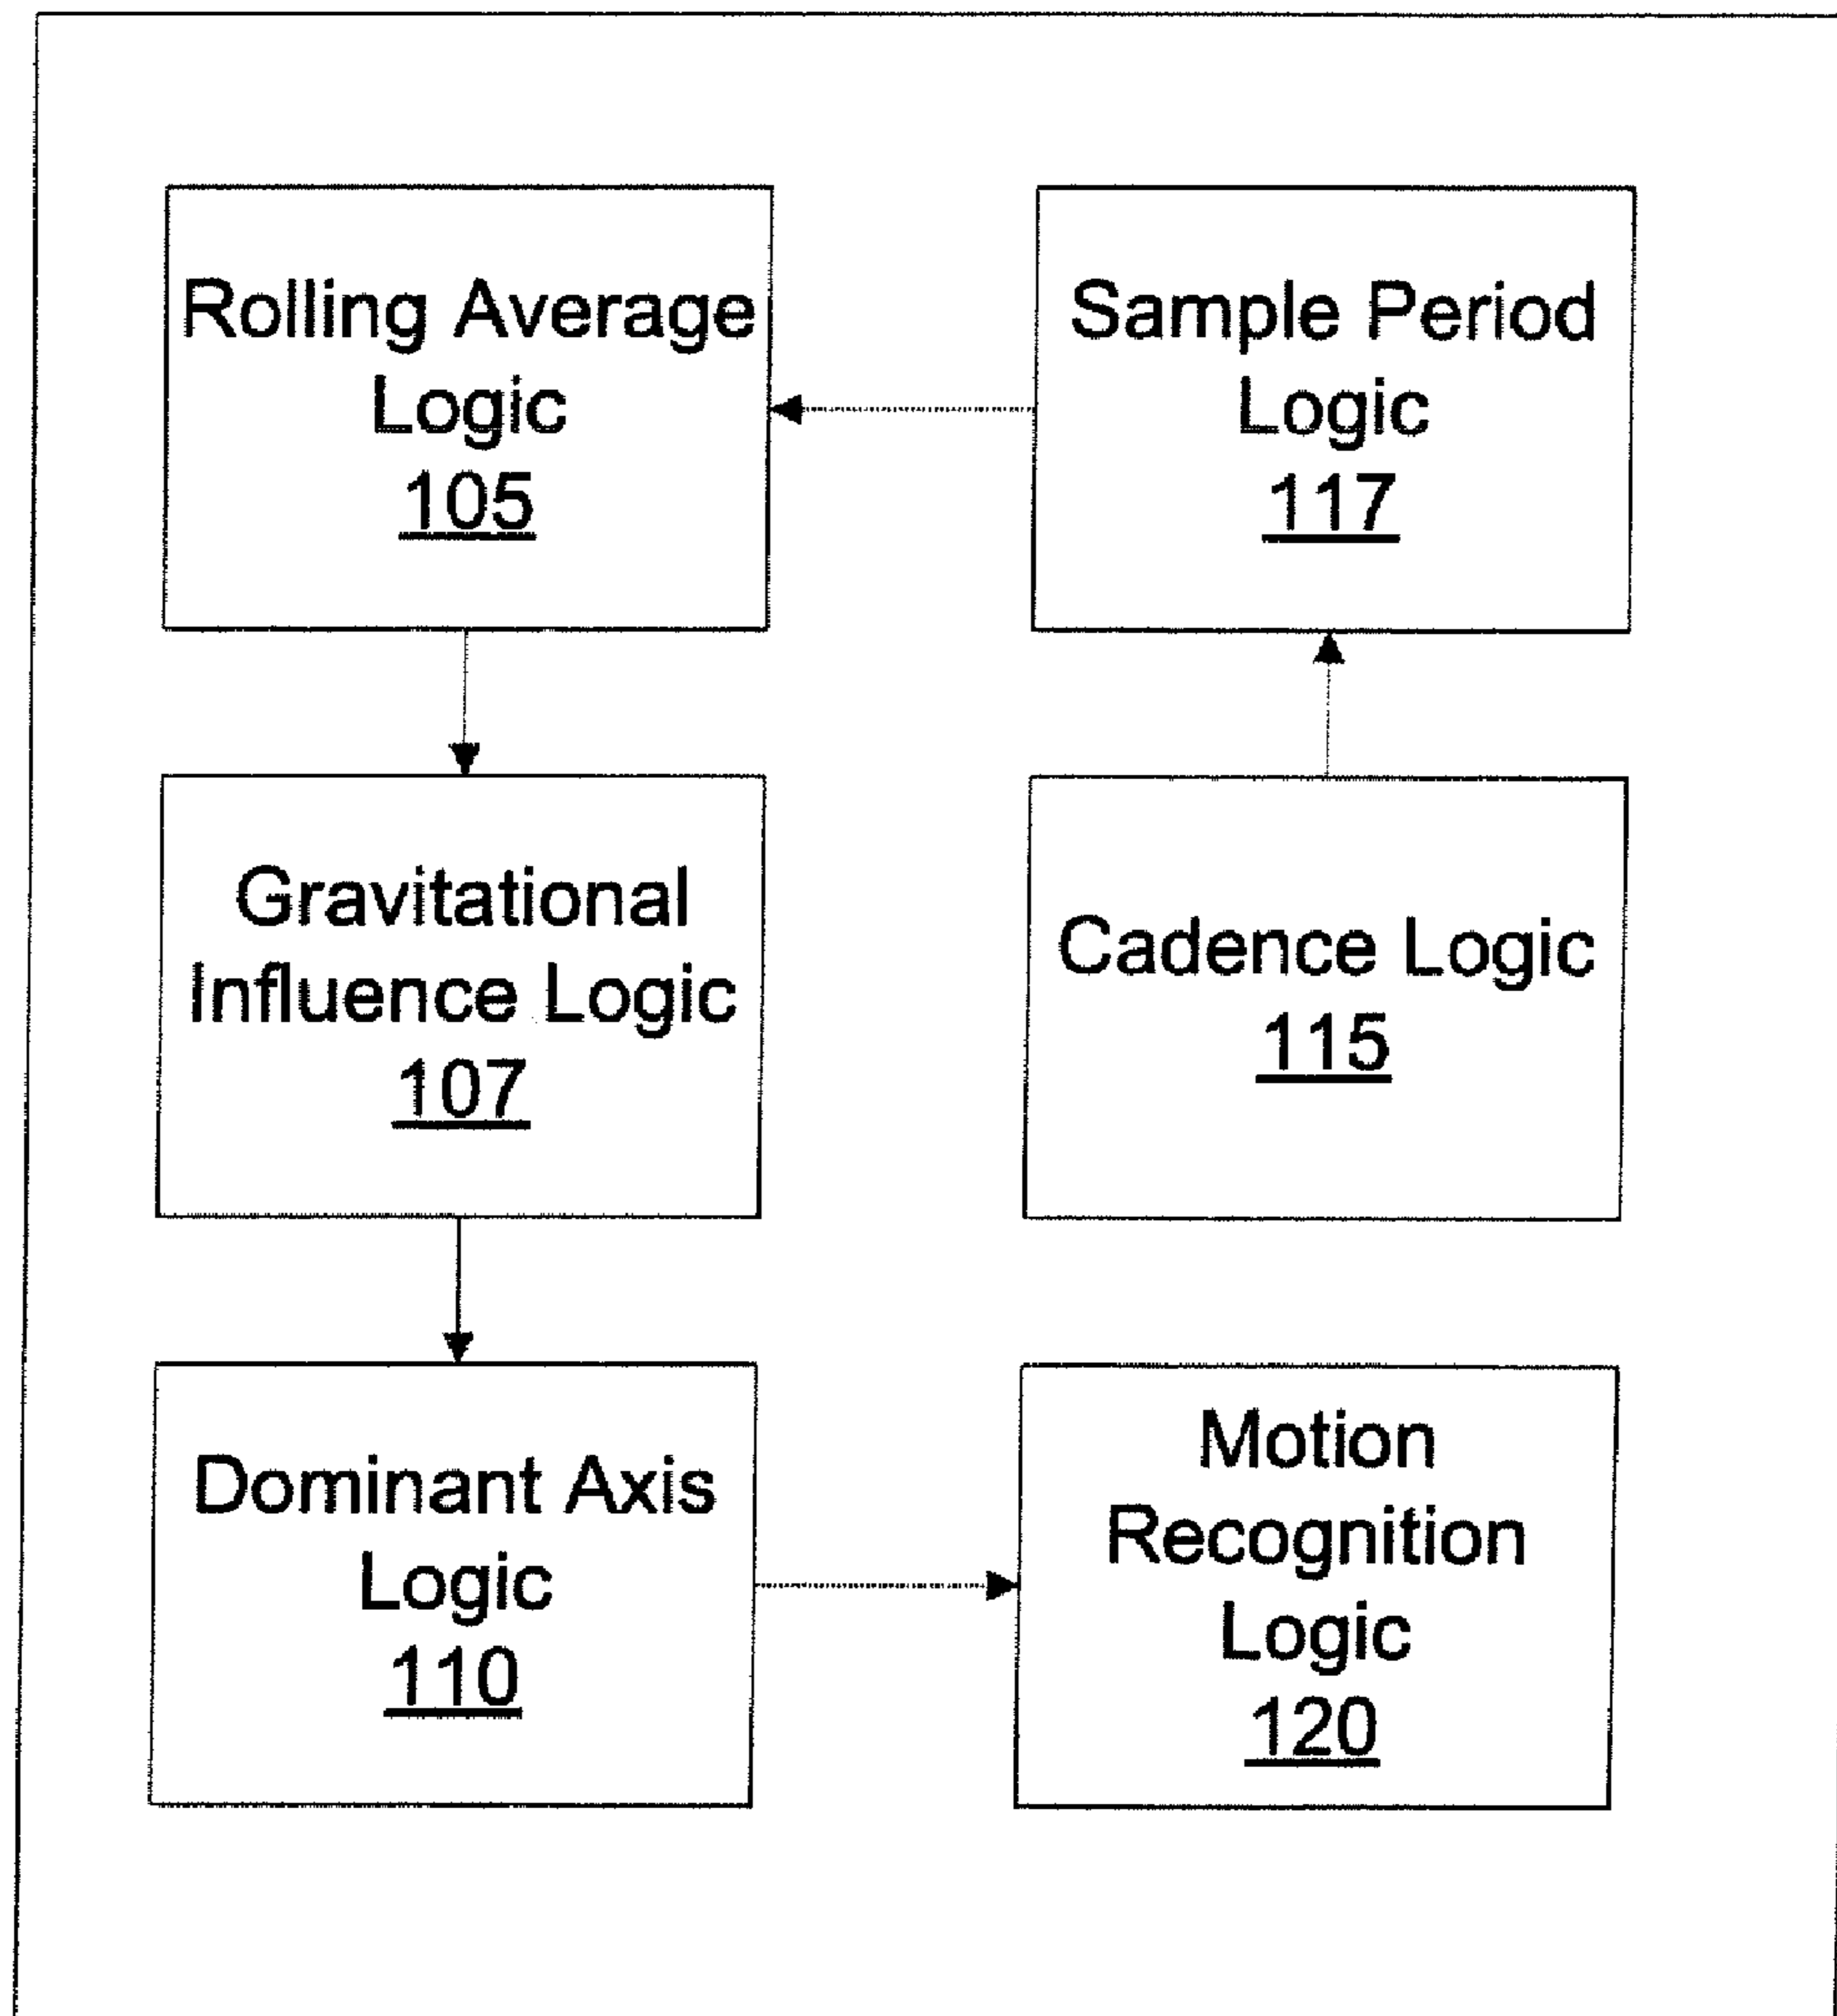 Rolling Average
Logic
105
Sample Period
Logic
117
Gravitational
Influence Logic
107
Cadence Logic
115
Dominant Axis
Logic
110
Motion
Recognition
Logic
120